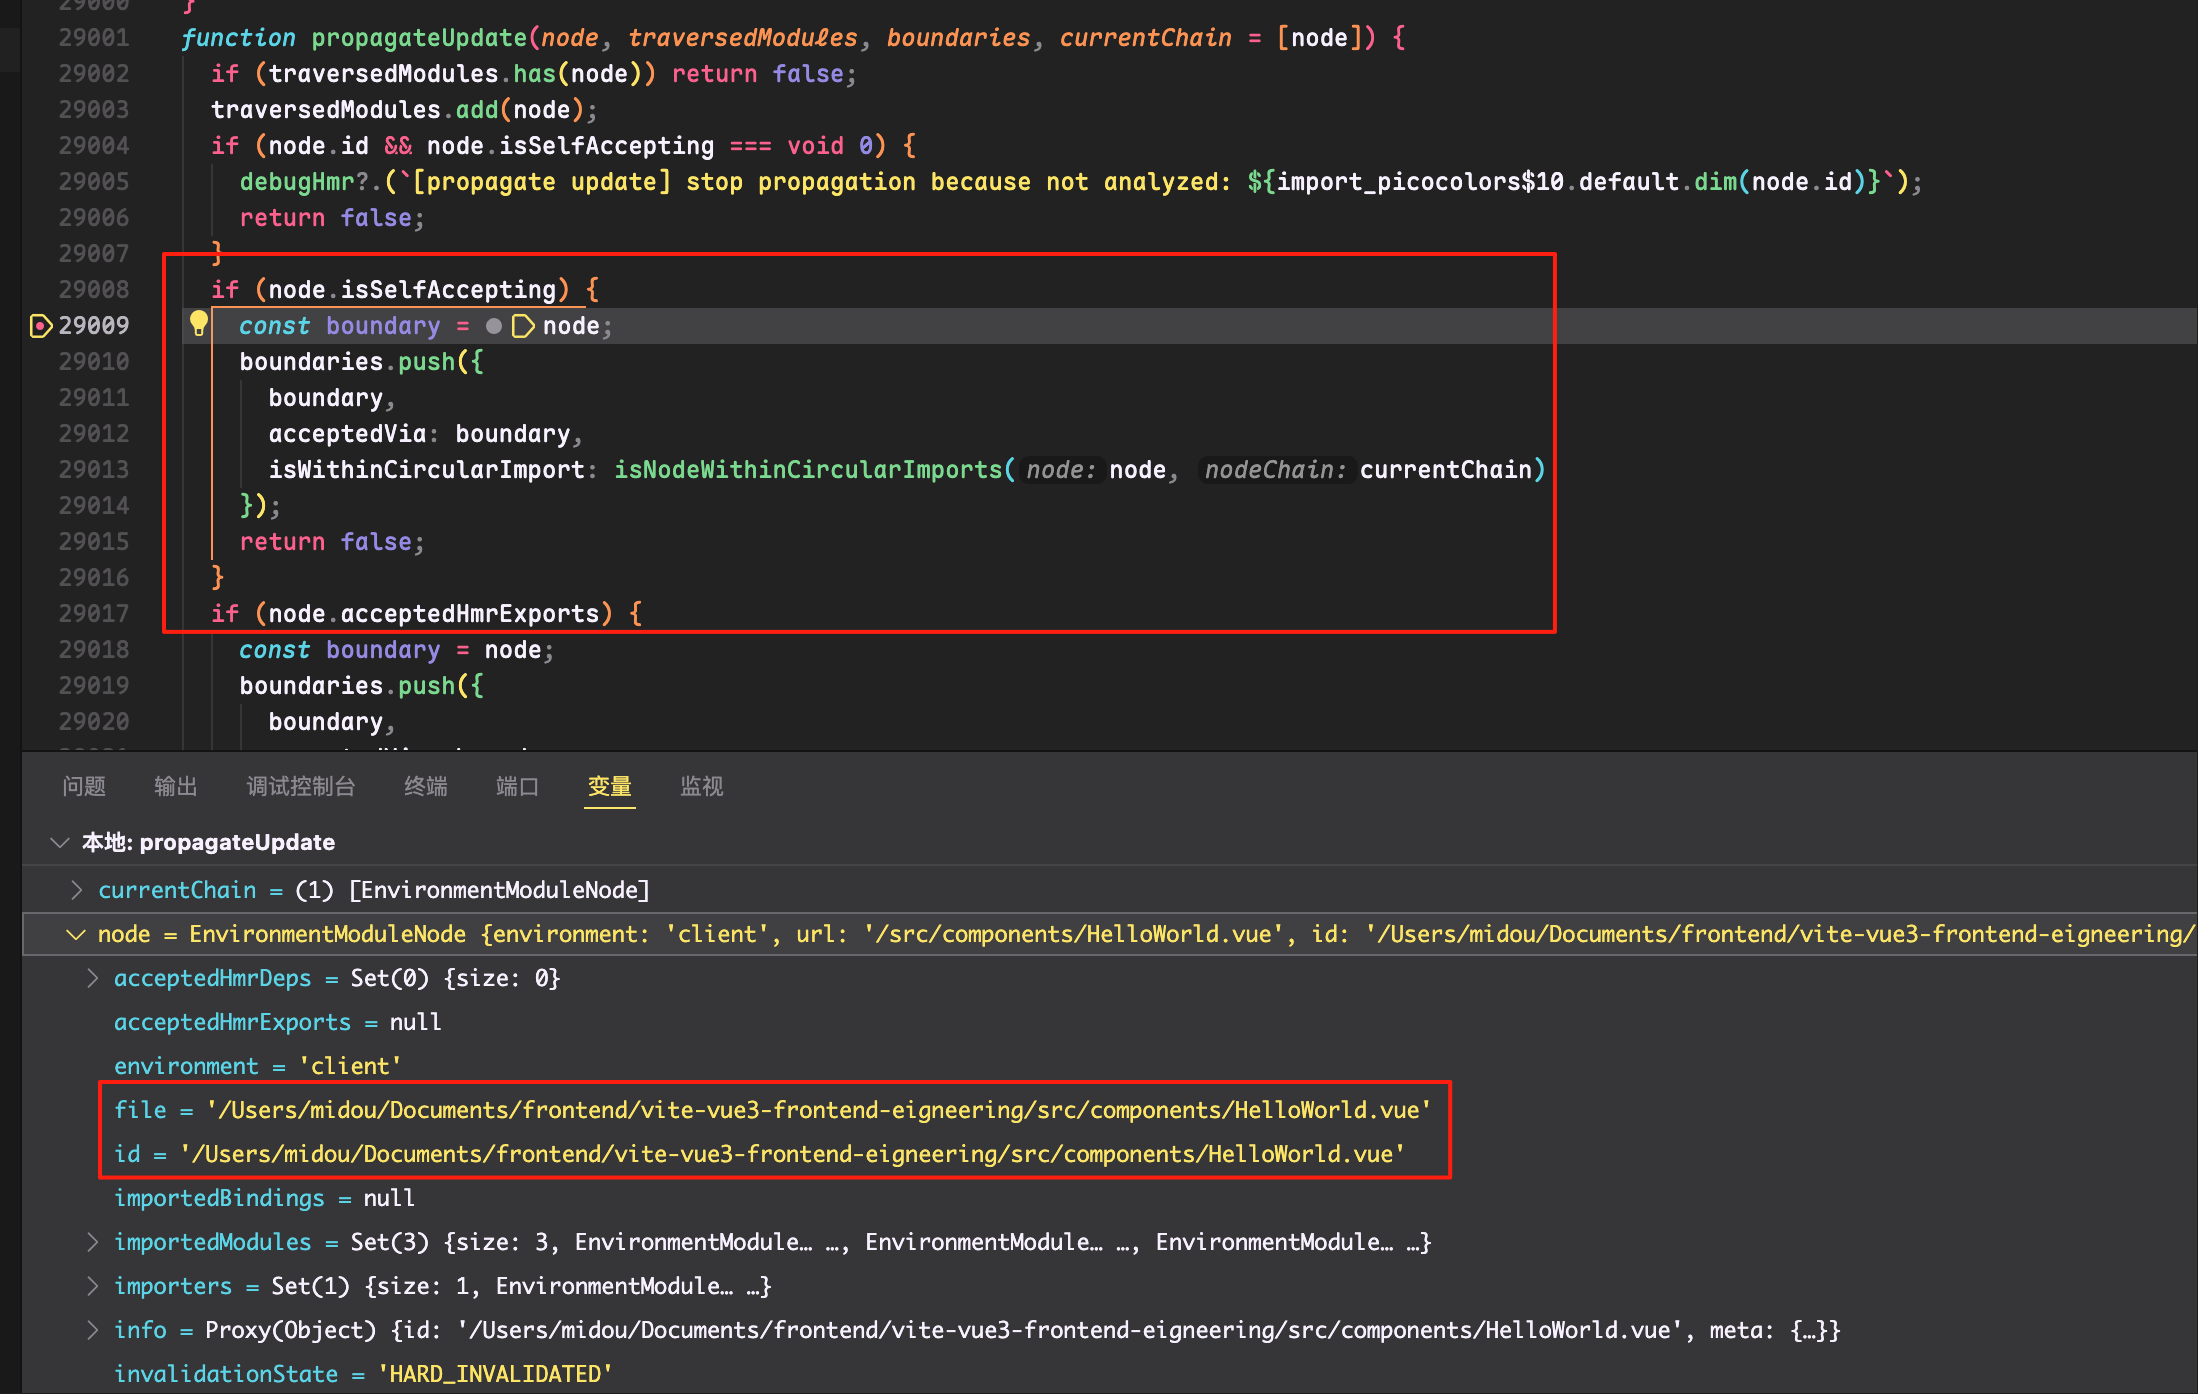 29000 }
29001 function propagateUpdate(node, traversedModules, boundaries, currentChain = [node]) {
29002 if (traversedModules.has(node)) return false;
29003 traversedModules.add(node);
29004 if (node.id && node.isSelfAccepting === void 0) {
29005 debugHmr?.(`[propagate update] stop propagation because not analyzed: ${import_picocolors$10.default.dim(node.id)}`);
29006 return false;
29007 }
29008 if (node.isSelfAccepting) {
29009 const boundary = node;
29010 boundaries.push({
29011 boundary,
29012 acceptedVia: boundary,
29013 isWithinCircularImport: isNodeWithinCircularImports(node: node, nodeChain: currentChain)
29014 });
29015 return false;
29016 }
29017 if (node.acceptedHmrExports) {
29018 const boundary = node;
29019 boundaries.push({
29020 boundary,
问题 输出 调试控制台 终端 端口 变量 监视
本地: propagateUpdate
currentChain = (1) [EnvironmentModuleNode]
node = EnvironmentModuleNode {environment: 'client', url: '/src/components/HelloWorld.vue', id: '/Users/midou/Documents/frontend/vite-vue3-frontend-eigneering/
acceptedHmrDeps = Set(0) {size: 0}
acceptedHmrExports = null
environment = 'client'
file = '/Users/midou/Documents/frontend/vite-vue3-frontend-eigneering/src/components/HelloWorld.vue'
id = '/Users/midou/Documents/frontend/vite-vue3-frontend-eigneering/src/components/HelloWorld.vue'
importedBindings = null
importedModules = Set(3) {size: 3, EnvironmentModule… …, EnvironmentModule… …, EnvironmentModule… …}
importers = Set(1) {size: 1, EnvironmentModule… …}
info = Proxy(Object) {id: '/Users/midou/Documents/frontend/vite-vue3-frontend-eigneering/src/components/HelloWorld.vue', meta: {…}}
invalidationState = 'HARD_INVALIDATED'